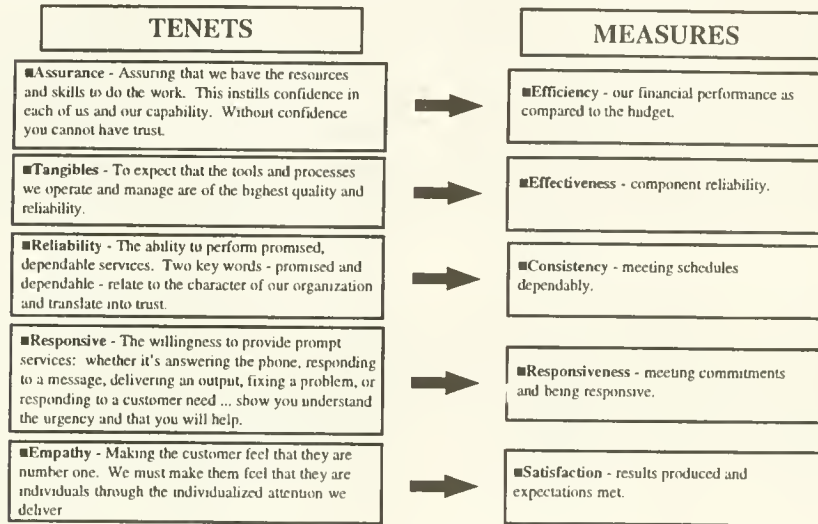 TENETS
■Assurance - Assuring that we have the resources
and skills to do the work. This instills confidence in
each of us and our capability. Without confidence
you cannot have trust.
■Tangibles - To expect that the tools and processes
we operate and manage are of the highest quality and
reliability.
■Reliability - The ability to perform promised,
dependable services. Two key words - promised and
dependable - relate to the character of our organization
and translate into trust.
■Responsive - The willingness to provide prompt
services: whether it's answering the phone, responding
to a message, delivering an output, fixing a problem, or
responding to a customer need ... show you understand
the urgency and that you will help.
■Empathy - Making the customer feel that they are
number one. We must make them feel that they are
individuals through the individualized attention we
deliver
MEASURES
■Efficiency - our financial performance as
compared to the budget.
■Effectiveness - component reliability.
■Consistency - meeting schedules
dependably.
■Responsiveness - meeting commitments
and being responsive.
■Satisfaction - results produced and
expectations met.